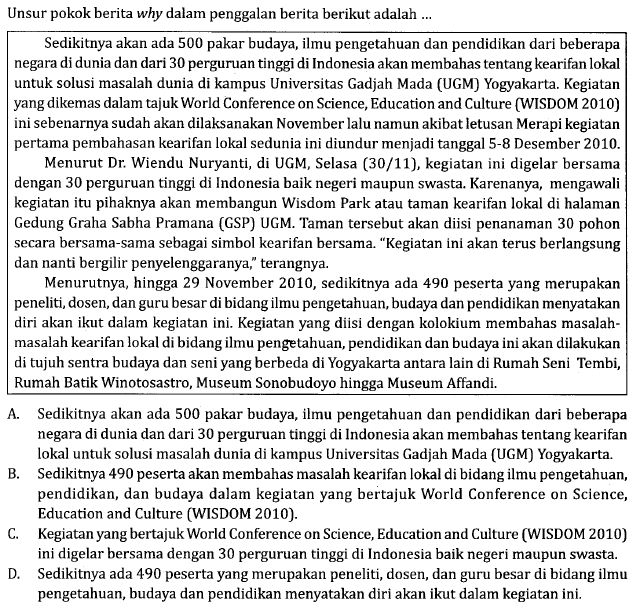 Unsur pokok berita why dalam penggalan berita berikut adalah ...
Sedikitnya akan ada 500 pakar budaya, ilmu pengetahuan dan pendidikan dari beberapa
negara di dunia dan dari 30 perguruan tinggi di Indonesia akan membahas tentang kearifan lokal
untuk solusi masalah dunia di kampus Universitas Gadjah Mada (UGM) Yogyakarta. Kegiatan
yang dikemas dalam tajuk World Conference on Science, Education and Culture (WISDOM 2010)
ini sebenarnya sudah akan dilaksanakan November lalu namun akibat letusan Merapi kegiatan
pertama pembahasan kearifan lokal sedunia ini diundur menjadi tanggal 5-8 Desember 2010.
Menurut Dr. Wiendu Nuryanti, di UGM, Selasa (30/11), kegiatan ini digelar bersama
dengan 30 perguruan tinggi di Indonesia baik negeri maupun swasta. Karenanya, mengawali
kegiatan itu pihaknya akan membangun Wisdom Park atau taman kearifan lokal di halaman
Gedung Graha Sabha Pramana (GSP) UGM. Taman tersebut akan diisi penanaman 30 pohon
secara bersama-sama sebagai simbol kearifan bersama. “Kegiatan ini akan terus berlangsung
dan nanti bergilir penyelenggaranya,” terangnya.
Menurutnya, hingga 29 November 2010, sedikitnya ada 490 peserta yang merupakan
peneliti, dosen, dan guru besar di bidang ilmu pengetahuan, budaya dan pendidikan menyatakan
diri akan ikut dalam kegiatan ini. Kegiatan yang diisi dengan kolokium membahas masalah-
masalah kearifan lokal di bidang ilmu pengetahuan, pendidikan dan budaya ini akan dilakukan
di tujuh sentra budaya dan seni yang berbeda di Yogyakarta antara lain di Rumah Seni Tembi,
Rumah Batik Winotosastro, Museum Sonobudoyo hingga Museum Affandi.
A. Sedikitnya akan ada 500 pakar budaya, ilmu pengetahuan dan pendidikan dari beberapa
negara di dunia dan dari 30 perguruan tinggi di Indonesia akan membahas tentang kearifan
lokal untuk solusi masalah dunia di kampus Universitas Gadjah Mada (UGM) Yogyakarta.
B. Sedikitnya 490 peserta akan membahas masalah kearifan lokal di bidang ilmu pengetahuan,
pendidikan, dan budaya dalam kegiatan yang bertajuk World Conference on Science,
Education and Culture (WISDOM 2010).
C. Kegiatan yang bertajuk World Conference on Science, Education and Culture (WISDOM 2010)
ini digelar bersama dengan 30 perguruan tinggi di Indonesia baik negeri maupun swasta.
D. Sedikitnya ada 490 peserta yang merupakan peneliti, dosen, dan guru besar di bidang ilmu
pengetahuan, budaya dan pendidikan menyatakan diri akan ikut dalam kegiatan ini.